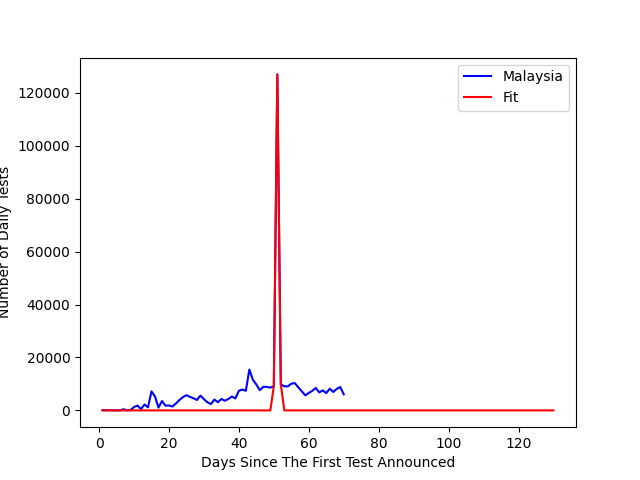 Malaysia
Fit
120000
100000
80000
60000
40000
20000
0
Number of Daily Tests
0 20 40 60 80 100 120
Days Since The First Test Announced